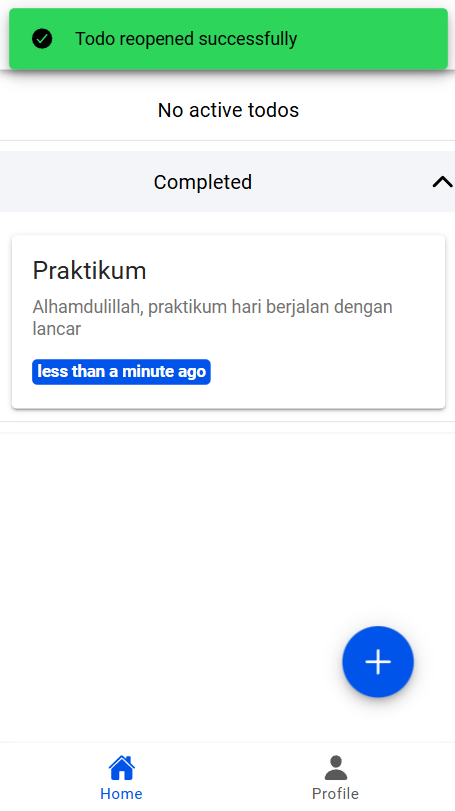 Todo reopened successfully
No active todos
Completed
Praktikum
Alhamdulillah, praktikum hari berjalan dengan
lancar
less than a minute ago
Home
Profile